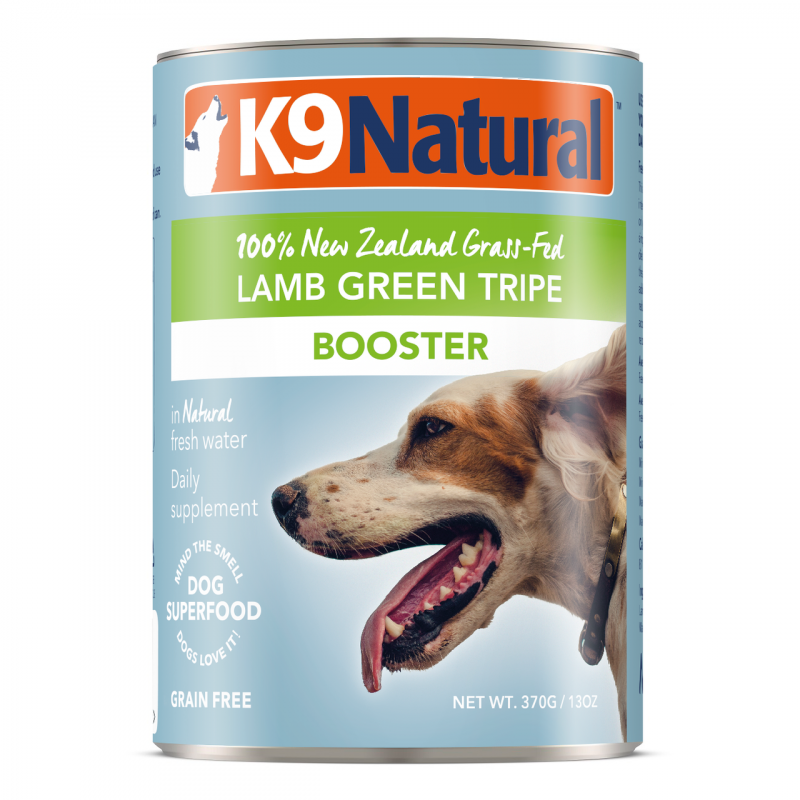 K9Natural™
100% New Zealand Grass-Fed
LAMB GREEN TRIPE
BOOSTER
in Natural
fresh water
Daily
supplement
MIND THE SMELL
DOG
SUPERFOOD
DOGS LOVE IT!
GRAIN FREE
NET WT. 370G/13OZ